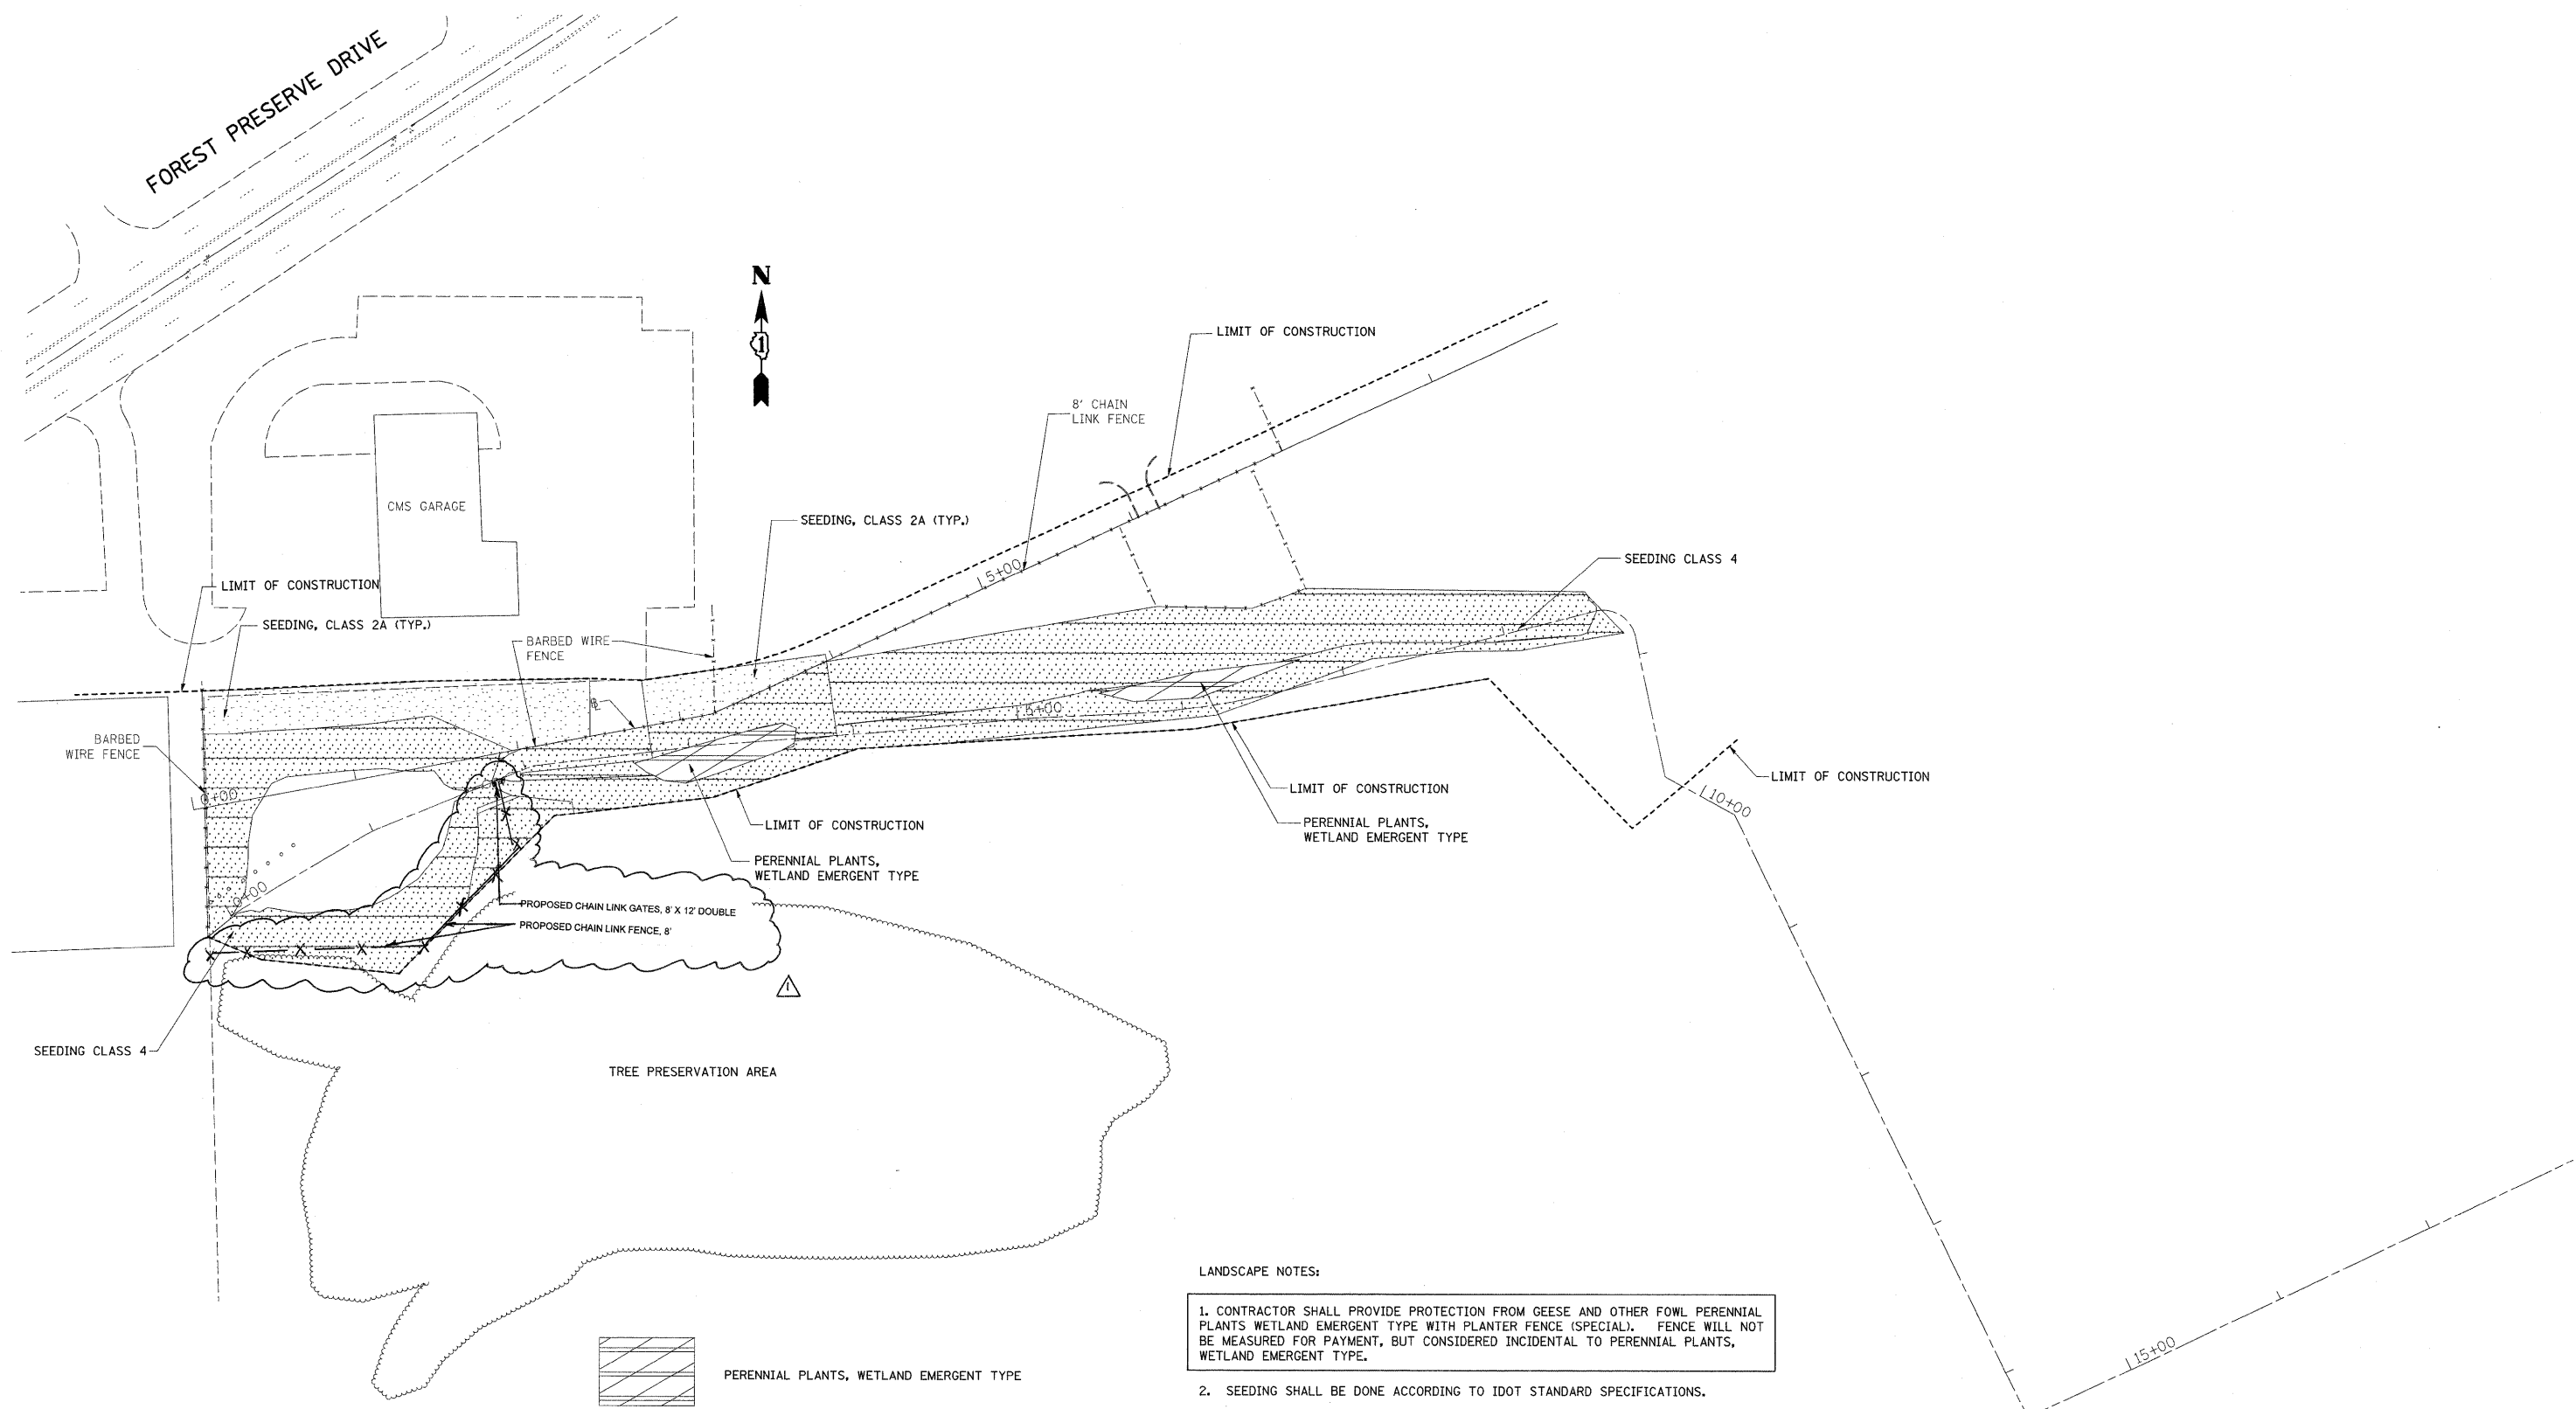 FOREST PRESERVE DRIVE
N
1
LIMIT OF CONSTRUCTION
8' CHAIN
LINK FENCE
CMS GARAGE
SEEDING, CLASS 2A (TYP.)
5+00
SEEDING CLASS 4
LIMIT OF CONSTRUCTION
SEEDING, CLASS 2A (TYP.)
BARBED WIRE
FENCE
5+00
BARBED
WIRE FENCE
LIMIT OF CONSTRUCTION
LIMIT OF CONSTRUCTION
0+00
10+00
LIMIT OF CONSTRUCTION
PERENNIAL PLANTS,
WETLAND EMERGENT TYPE
PERENNIAL PLANTS,
WETLAND EMERGENT TYPE
0+00
PROPOSED CHAIN LINK GATES, 8' X 12' DOUBLE
PROPOSED CHAIN LINK FENCE, 8'
1
SEEDING CLASS 4
TREE PRESERVATION AREA
LANDSCAPE NOTES:
1. CONTRACTOR SHALL PROVIDE PROTECTION FROM GEESE AND OTHER FOWL PERENNIAL
PLANTS WETLAND EMERGENT TYPE WITH PLANTER FENCE (SPECIAL). FENCE WILL NOT
BE MEASURED FOR PAYMENT, BUT CONSIDERED INCIDENTAL TO PERENNIAL PLANTS,
WETLAND EMERGENT TYPE.
15+00
PERENNIAL PLANTS, WETLAND EMERGENT TYPE
2. SEEDING SHALL BE DONE ACCORDING TO IDOT STANDARD SPECIFICATIONS.